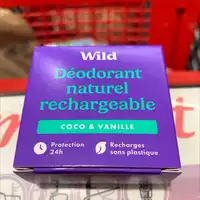 Wild
Déodorant
naturel
rechargeable
COCO & VANILLE
Protection
24h
Recharges
sans plastique